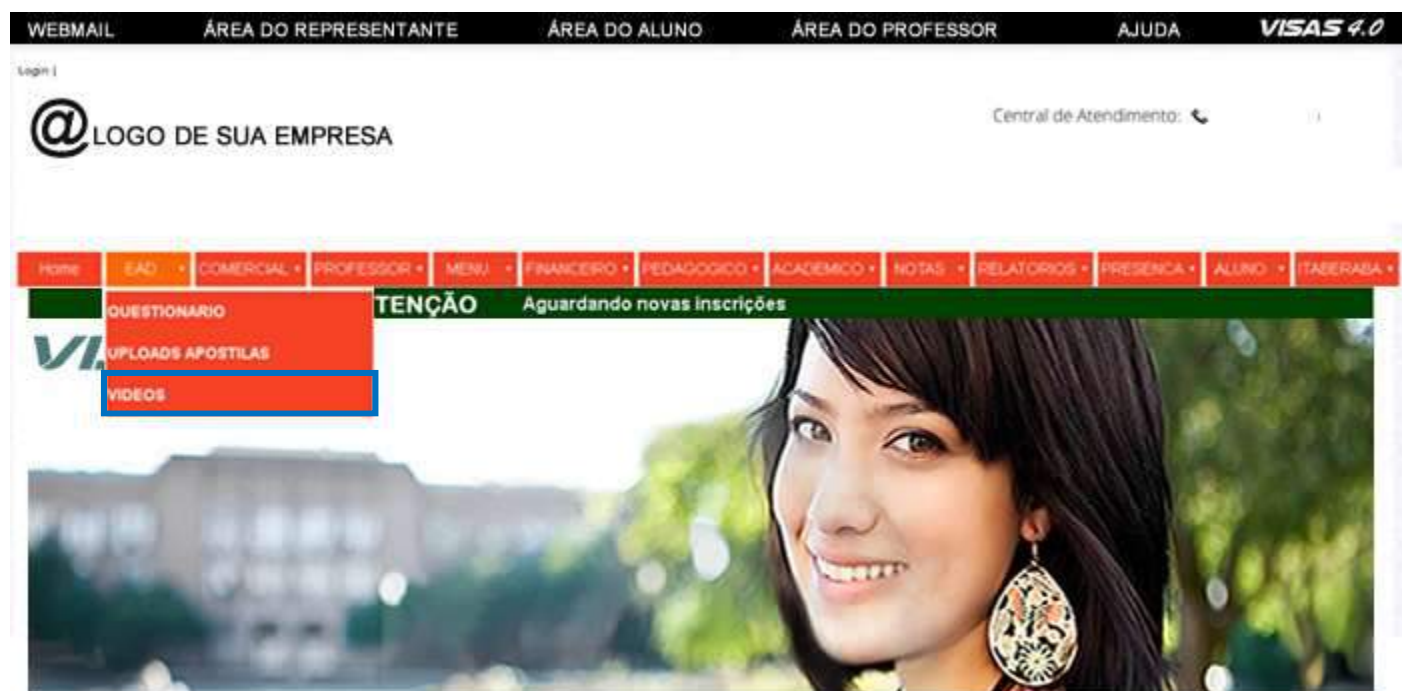 WEBMAIL ÁREA DO REPRESENTANTE ÁREA DO ALUNO ÁREA DO PROFESSOR AJUDA VISAS 4.0
Login |
@LOGO DE SUA EMPRESA
Central de Atendimento:
Home EAD COMERCIAL PROFESSOR MENU FINANCEIRO PEDAGOGICO ACADEMICO NOTAS RELATORIOS PRESENCA ALUNO ITABERABA
TENÇÃO Aguardando novas inscrições
QUESTIONARIO
VI
UPLOADS APOSTILAS
VIDEOS